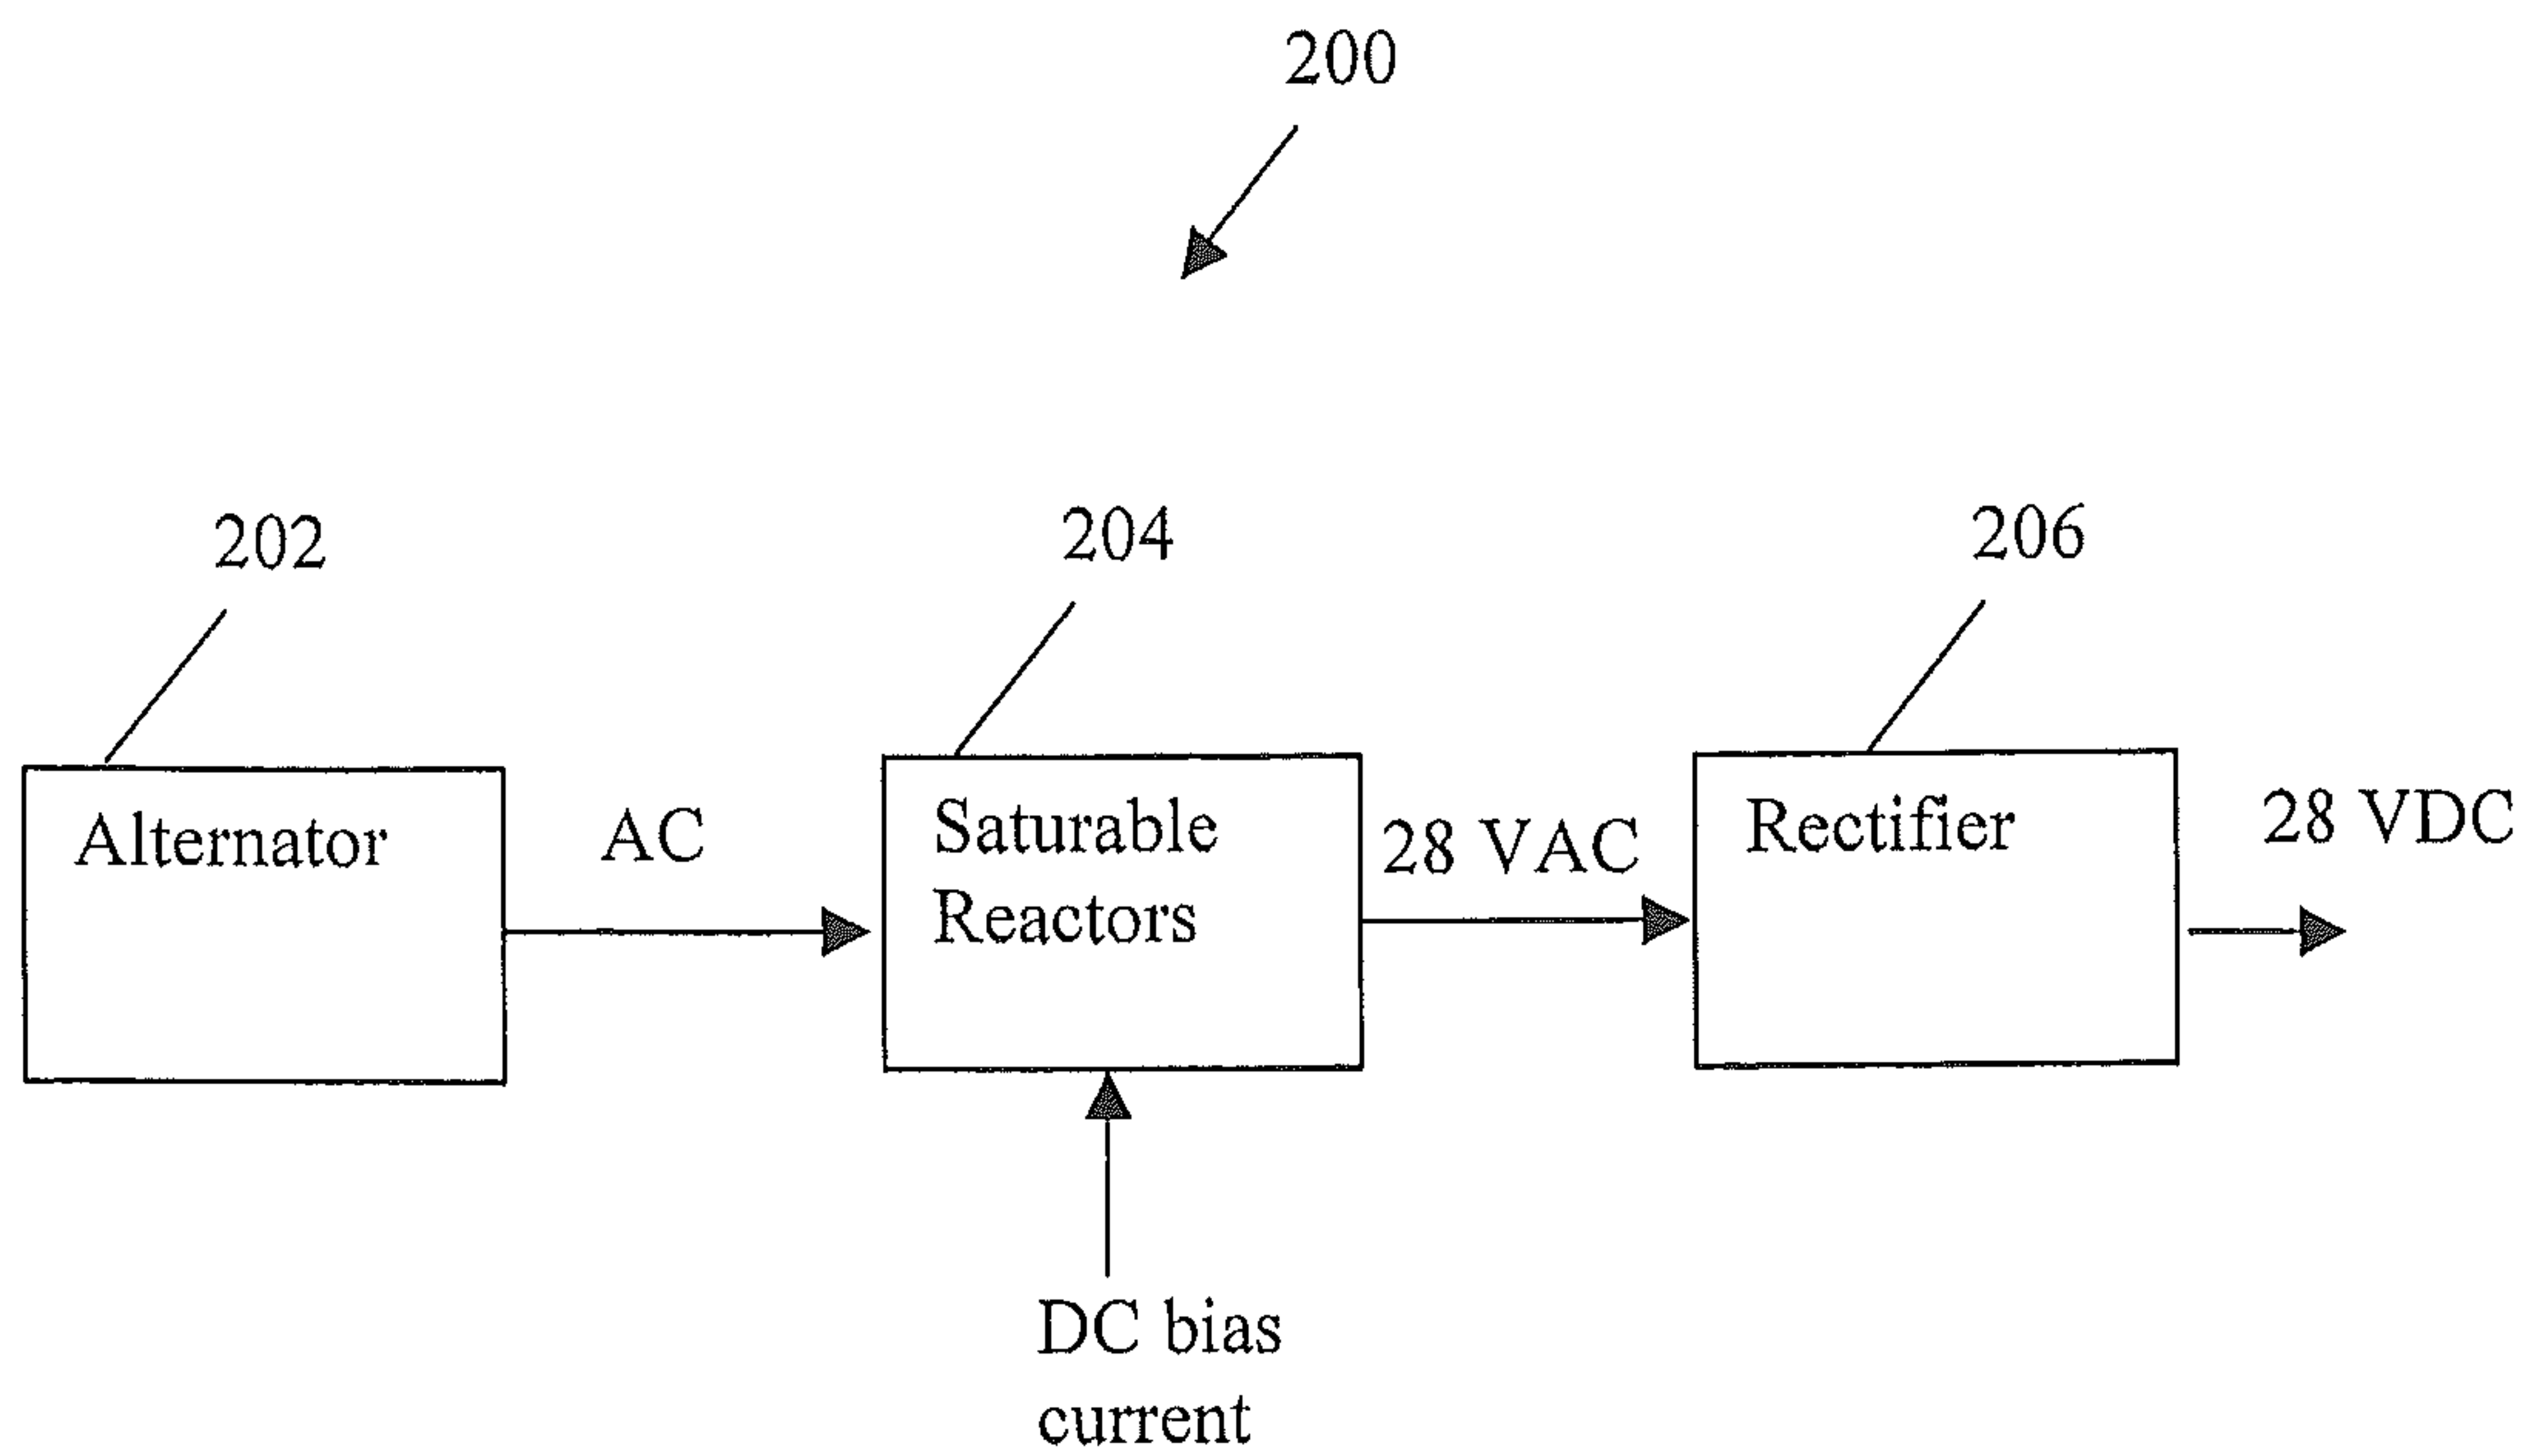 200
202
204
206
Alternator
AC
Saturable
Reactors
28 VAC
Rectifier
28 VDC
DC bias
current